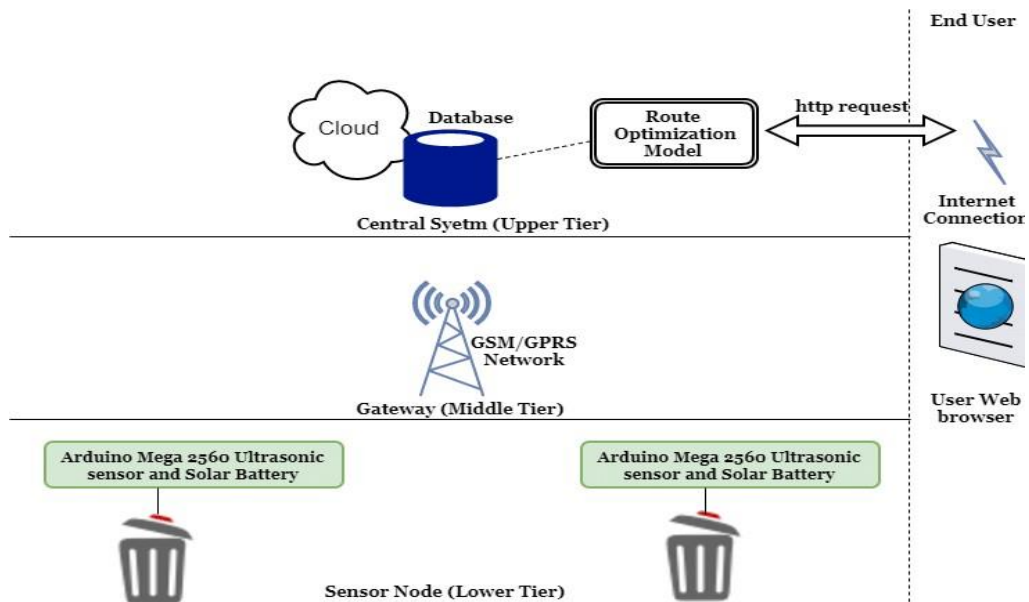 End User
Cloud
Database
Route
Optimization
Model
http request
Internet
Connection
Central Syetm (Upper Tier)
GSM/GPRS
Network
Gateway (Middle Tier)
User Web
browser
Arduino Mega 2560 Ultrasonic
sensor and Solar Battery
Arduino Mega 2560 Ultrasonic
sensor and Solar Battery
Sensor Node (Lower Tier)